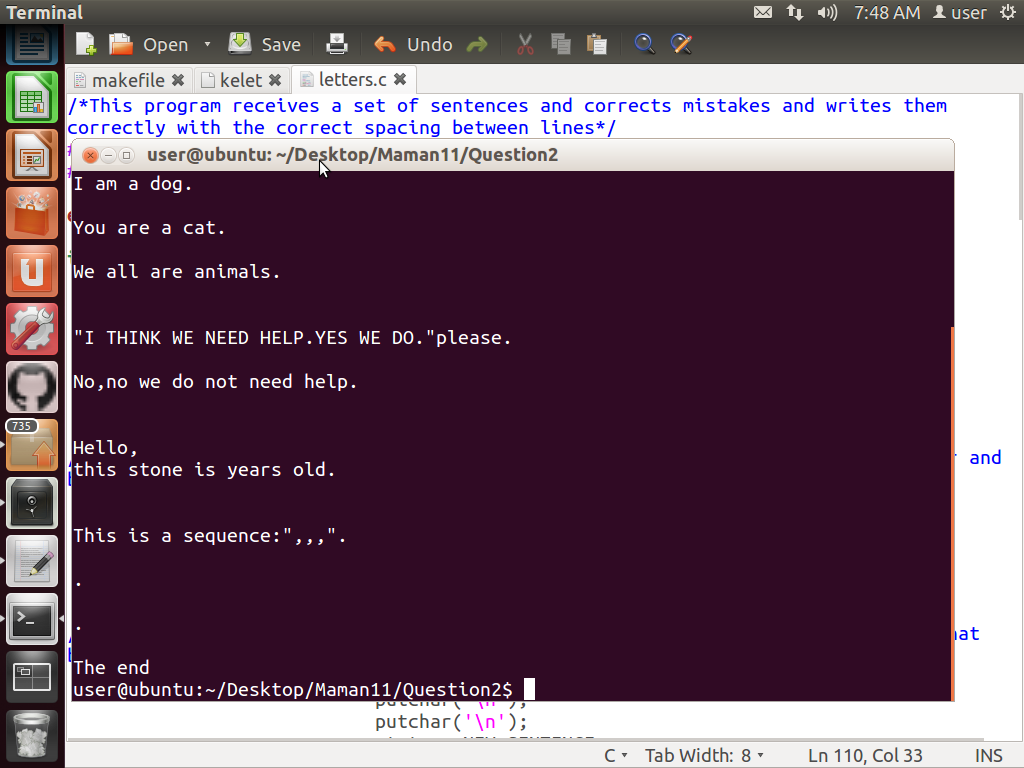 Terminal
7:48 AM
user
Open
Save
Undo
makefile
kelet
letters.c
/*This program receives a set of sentences and corrects mistakes and writes them
correctly with the correct spacing between lines*/
user@ubuntu: ~/Desktop/Maman11/Question2
I am a dog.
You are a cat.
We all are animals.
"I THINK WE NEED HELP.YES WE DO."please.
No,no we do not need help.
Hello,
and
this stone is years old.
This is a sequence:",,,".
.
.
The end
user@ubuntu:~/Desktop/Maman11/Question2$
735
putchar('\n');
putchar('\n');
C
Tab Width: 8
Ln 110, Col 33
INS